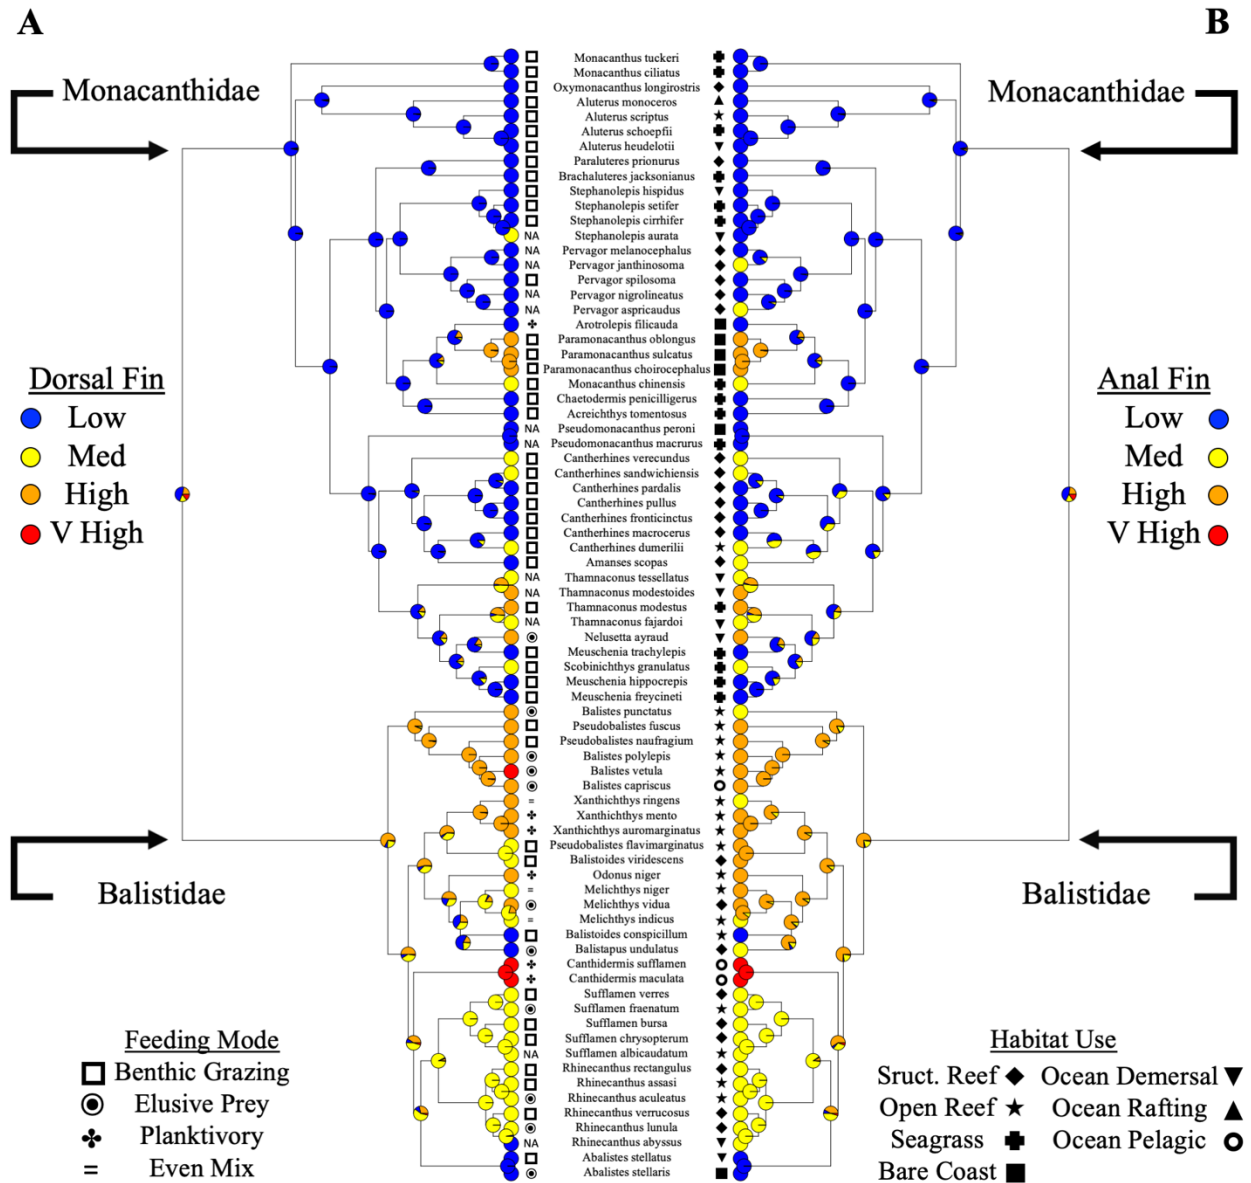 A
B
Monacanthidae
Monacanthidae
Monacanthus tuckeri
Monacanthus ciliatus
Oxymonacanthus longirostris
Aluterus monoceros
Aluterus scriptus
Aluterus schoepfii
Aluterus heudelotii
Paraluteres prionurus
Brachaluteres jacksonianus
Stephanolepis hispidus
Stephanolepis setifer
Stephanolepis cirrhifer
NA Stephanolepis aurata
NA Pervagor melanocephalus
NA Pervagor janthinosoma
Pervagor spilosoma
NA Pervagor nigrolineatus
NA Pervagor aspricaudus
Arotrolepis filicauda
Paramonacanthus oblongus
Paramonacanthus sulcatus
Paramonacanthus choirocephalus
Monacanthus chinensis
Chaetodermis penicilligerus
Acreichthys tomentosus
NA Pseudomonacanthus peroni
NA Pseudomonacanthus macrurus
Cantherhines verecundus
Cantherhines sandwichiensis
Cantherhines pardalis
Cantherhines pullus
Cantherhines fronticinctus
Cantherhines macrocerus
Cantherhines dumerilii
Amanses scopas
NA Thamnaconus tessellatus
NA Thamnaconus modestoides
Thamnaconus modestus
NA Thamnaconus fajardoi
Nelusetta ayraud
Meuschenia trachylepis
Scobinichthys granulatus
Meuschenia hippocrepis
Meuschenia freycineti
Balistes punctatus
Pseudobalistes fuscus
Pseudobalistes naufragium
Balistes polylepis
Balistes vetula
Balistes capriscus
= Xanthichthys ringens
Xanthichthys mento
Xanthichthys auromarginatus
Pseudobalistes flavimarginatus
Balistoides viridescens
Odonus niger
= Melichthys niger
Melichthys vidua
= Melichthys indicus
Balistoides conspicillum
Balistapus undulatus
Canthidermis sufflamen
Canthidermis maculata
Sufflamen verres
Sufflamen fraenatum
Sufflamen bursa
Sufflamen chrysopterum
NA Sufflamen albicaudatum
Rhinecanthus rectangulus
Rhinecanthus assasi
Rhinecanthus aculeatus
Rhinecanthus verrucosus
Rhinecanthus lunula
NA Rhinecanthus abyssus
Abalistes stellatus
Abalistes stellaris
Dorsal Fin
Low
Med
High
V High
Anal Fin
Low
Med
High
V High
Balistidae
Balistidae
Feeding Mode
Benthic Grazing
Elusive Prey
Planktivory
= Even Mix
Habitat Use
Sruct. Reef
Ocean Demersal
Open Reef
Ocean Rafting
Seagrass
Ocean Pelagic
Bare Coast